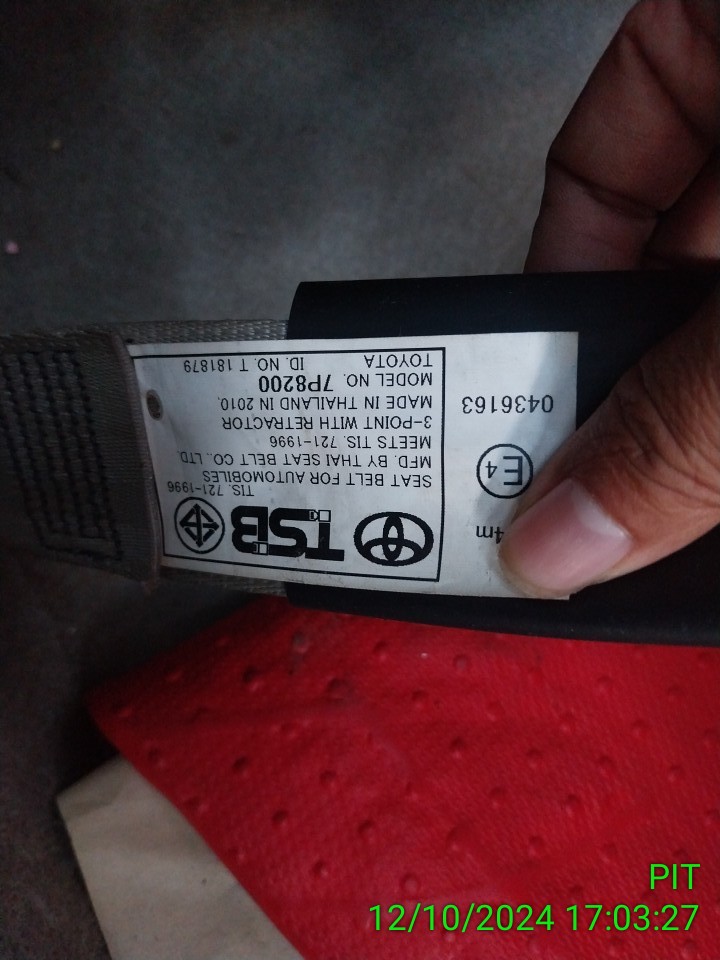 TSB
TIS. 721-1996
SEAT BELT FOR AUTOMOBILES
MFD. BY THAI SEAT BELT CO., LTD.
MEETS TIS. 721-1996
3-POINT WITH RETRACTOR
MADE IN THAILAND IN 2010.
MODEL NO. 7P8200
TOYOTA ID. NO. T 181879
4m
E4
0436163
PIT
12/10/2024 17:03:27